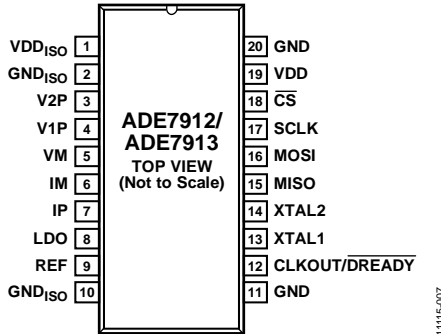 VDDISO 1
GNDISO 2
V2P 3
V1P 4
VM 5
IM 6
IP 7
LDO 8
REF 9
GNDISO 10
ADE7912/
ADE7913
TOP VIEW
(Not to Scale)
20 GND
19 VDD
18 CS
17 SCLK
16 MOSI
15 MISO
14 XTAL2
13 XTAL1
12 CLKOUT/DREADY
11 GND
11115-007